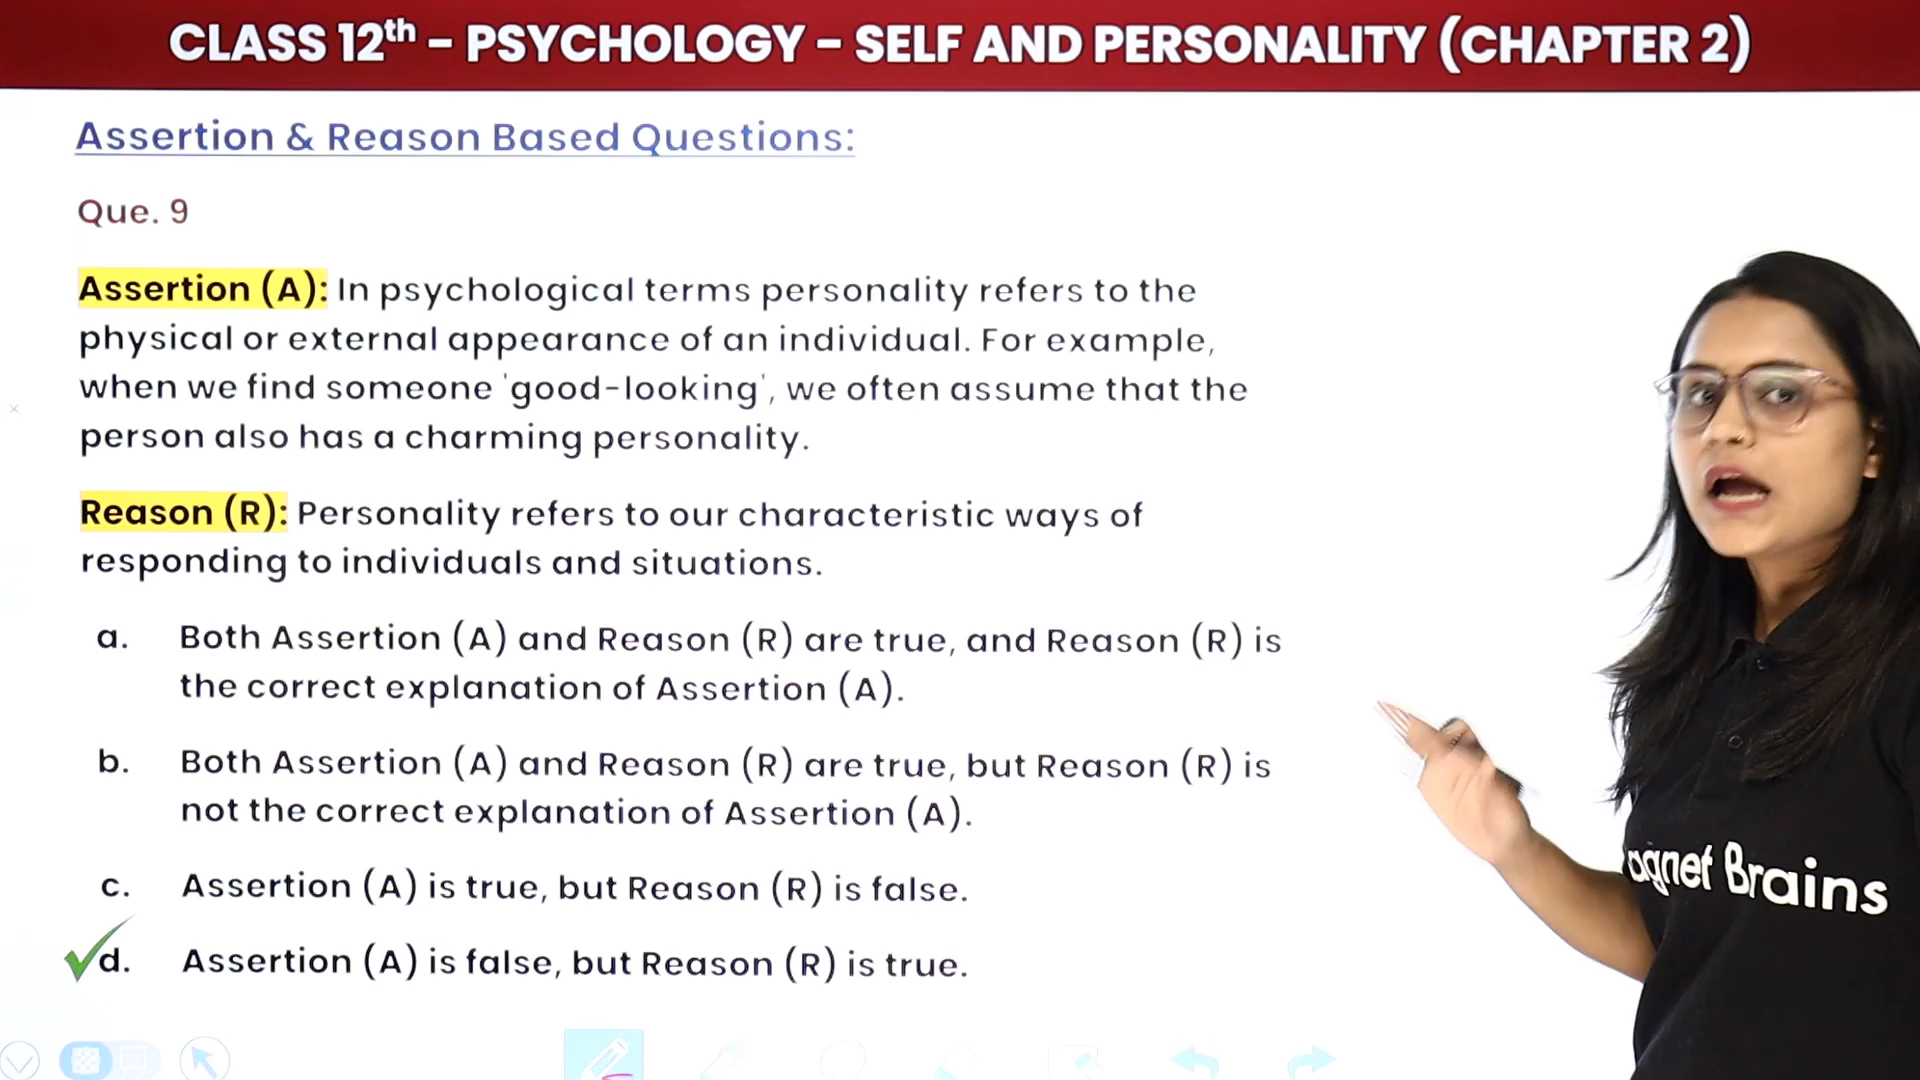 CLASS 12th - PSYCHOLOGY - SELF AND PERSONALITY (CHAPTER 2)
Assertion & Reason Based Questions:
Que. 9
Assertion (A): In psychological terms personality refers to the
physical or external appearance of an individual. For example,
when we find someone 'good-looking', we often assume that the
person also has a charming personality.
Reason (R): Personality refers to our characteristic ways of
responding to individuals and situations.
a. Both Assertion (A) and Reason (R) are true, and Reason (R) is
the correct explanation of Assertion (A).
b. Both Assertion (A) and Reason (R) are true, but Reason (R) is
not the correct explanation of Assertion (A).
c. Assertion (A) is true, but Reason (R) is false.
d. Assertion (A) is false, but Reason (R) is true.
agnet Brains